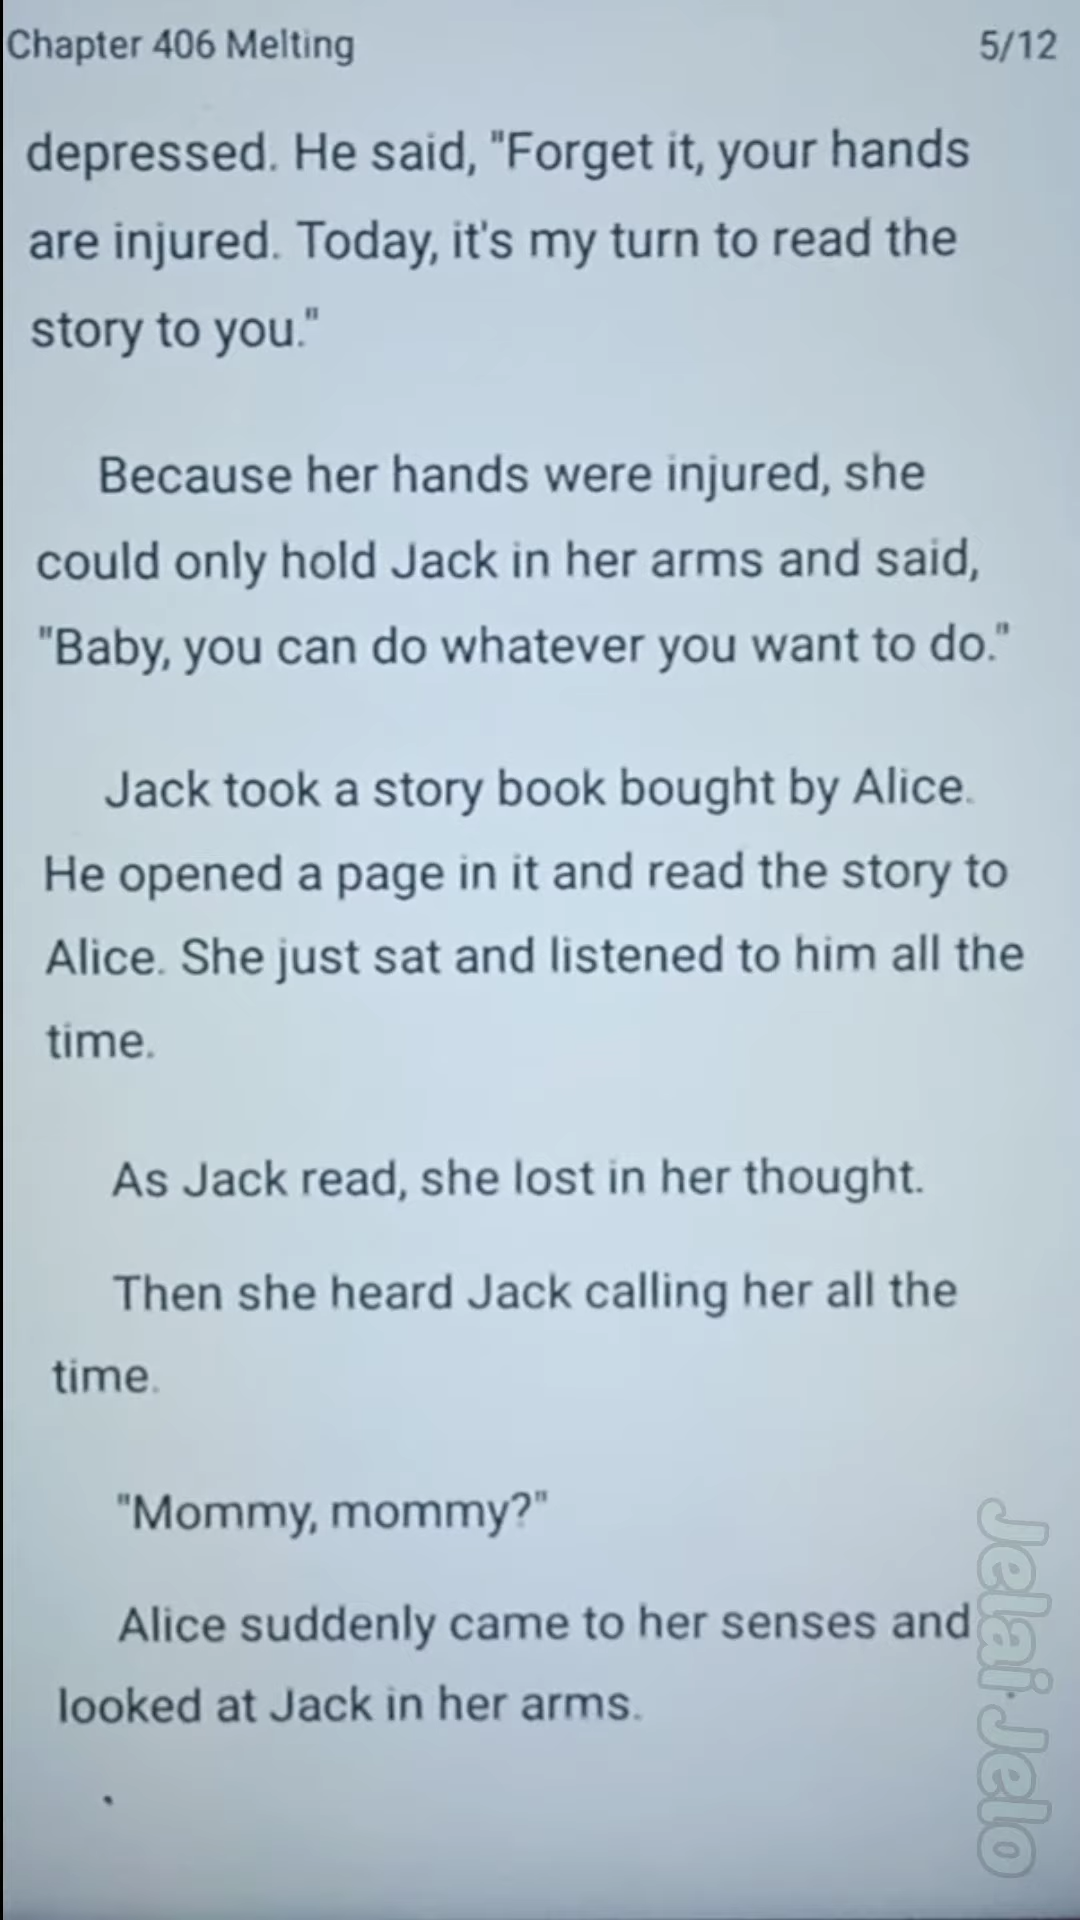 Chapter 406 Melting 5/12
depressed. He said, "Forget it, your hands
are injured. Today, it's my turn to read the
story to you."
Because her hands were injured, she
could only hold Jack in her arms and said,
"Baby, you can do whatever you want to do."
Jack took a story book bought by Alice.
He opened a page in it and read the story to
Alice. She just sat and listened to him all the
time.
As Jack read, she lost in her thought.
Then she heard Jack calling her all the
time.
"Mommy, mommy?"
Alice suddenly came to her senses and
looked at Jack in her arms.
Jelai Jelo